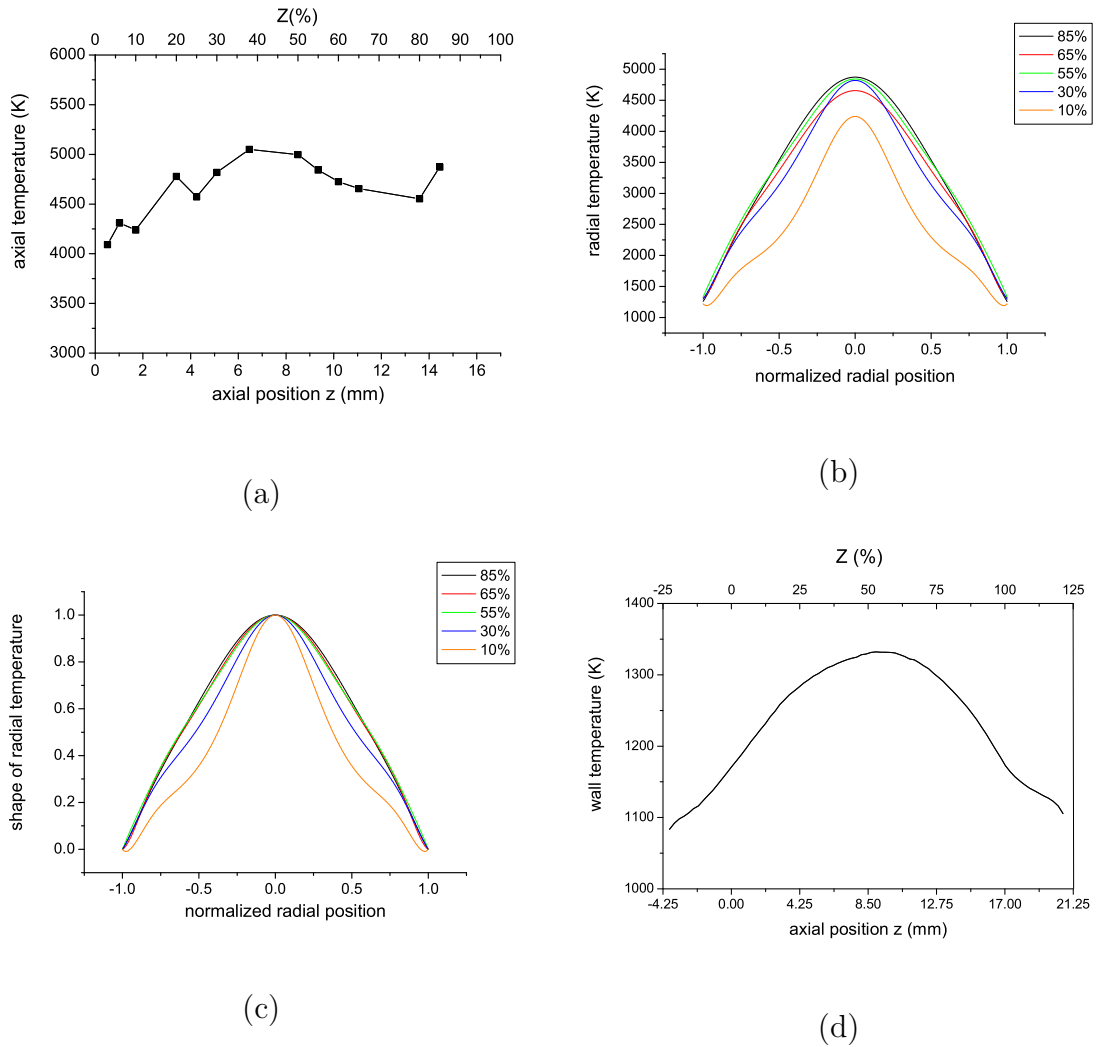 Z(%)
0 10 20 30 40 50 60 70 80 90 100
6000
5500
5000
4500
4000
3500
3000
axial temperature (K)
0 2 4 6 8 10 12 14 16
axial position z (mm)
(a)
85%
65%
55%
30%
10%
5000
4500
4000
3500
3000
2500
2000
1500
1000
radial temperature (K)
-1.0 -0.5 0.0 0.5 1.0
normalized radial position
(b)
85%
65%
55%
30%
10%
1.0
0.8
0.6
0.4
0.2
0.0
shape of radial temperature
-1.0 -0.5 0.0 0.5 1.0
normalized radial position
(c)
Z (%)
-25 0 25 50 75 100 125
1400
1300
1200
1100
1000
wall temperature (K)
-4.25 0.00 4.25 8.50 12.75 17.00 21.25
axial position z (mm)
(d)